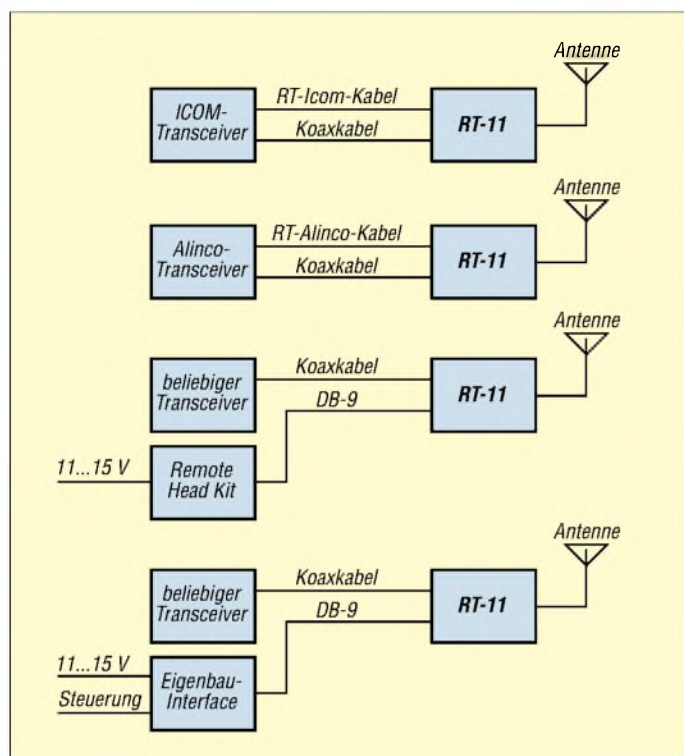 Antenne
ICOM-
Transceiver
RT-Icom-Kabel
Koaxkabel
RT-11
Antenne
Alinco-
Transceiver
RT-Alinco-Kabel
Koaxkabel
RT-11
Antenne
beliebiger
Transceiver
Koaxkabel
DB-9
RT-11
11...15 V
Remote
Head Kit
Antenne
beliebiger
Transceiver
Koaxkabel
DB-9
RT-11
11...15 V
Steuerung
Eigenbau-
Interface